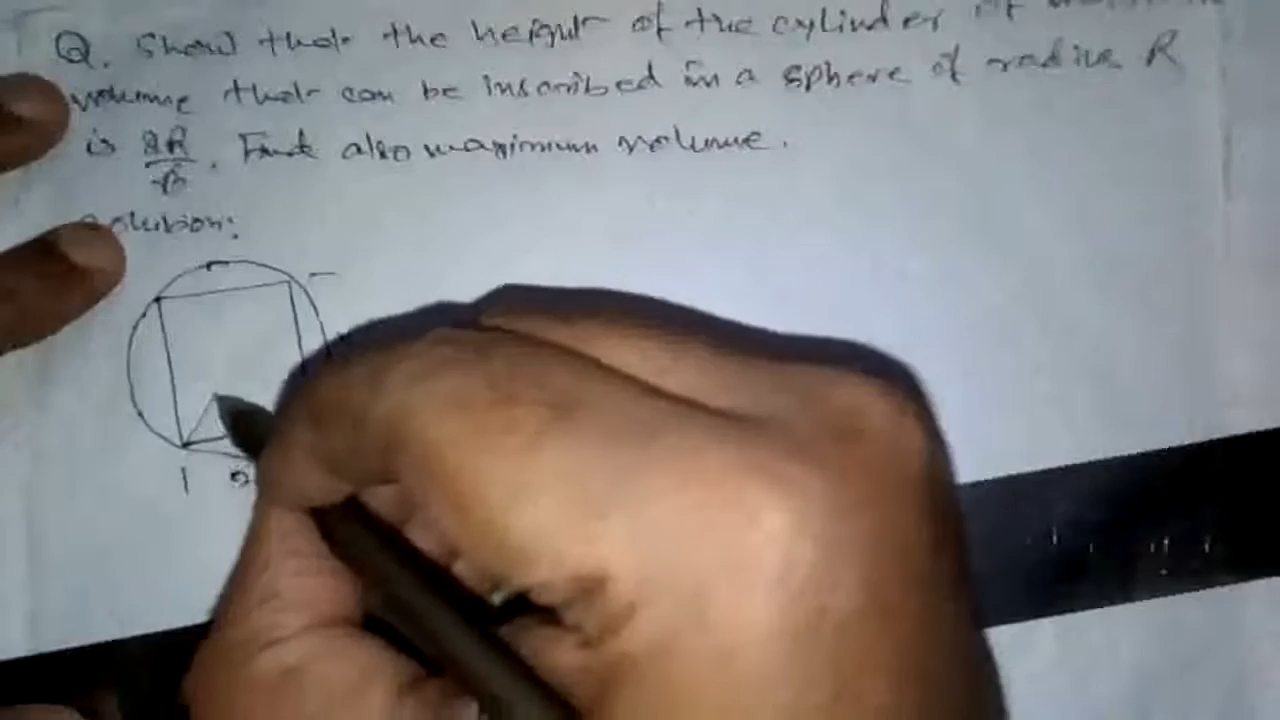 Q. Show that the height of the cylinder of
volume that can be inscribed in a sphere of radius R
is 2R/√3. Find also maximum volume.
Solution: